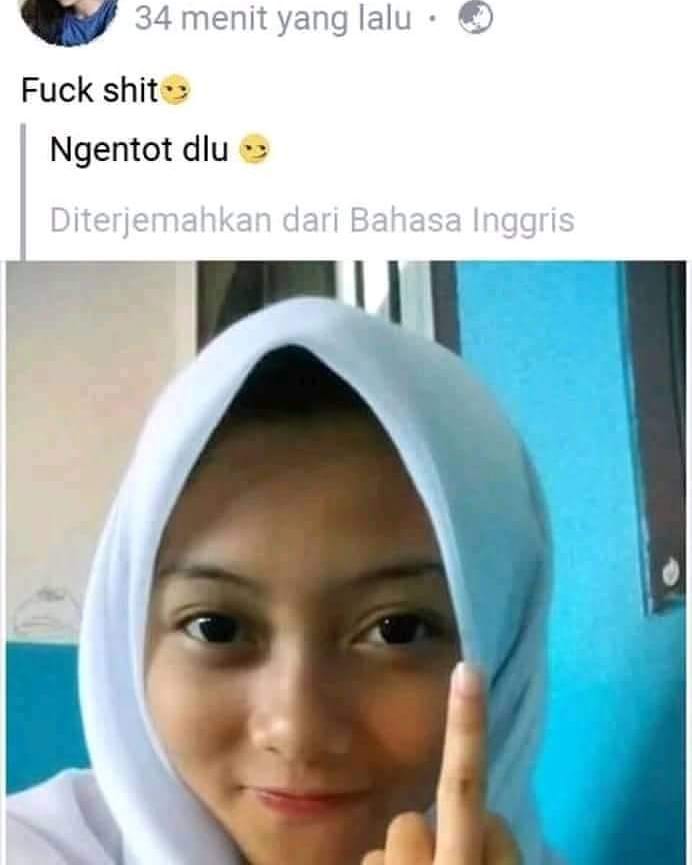 34 menit yang lalu ·
Fuck shit😏
Ngentot dlu 😏
Diterjemahkan dari Bahasa Inggris